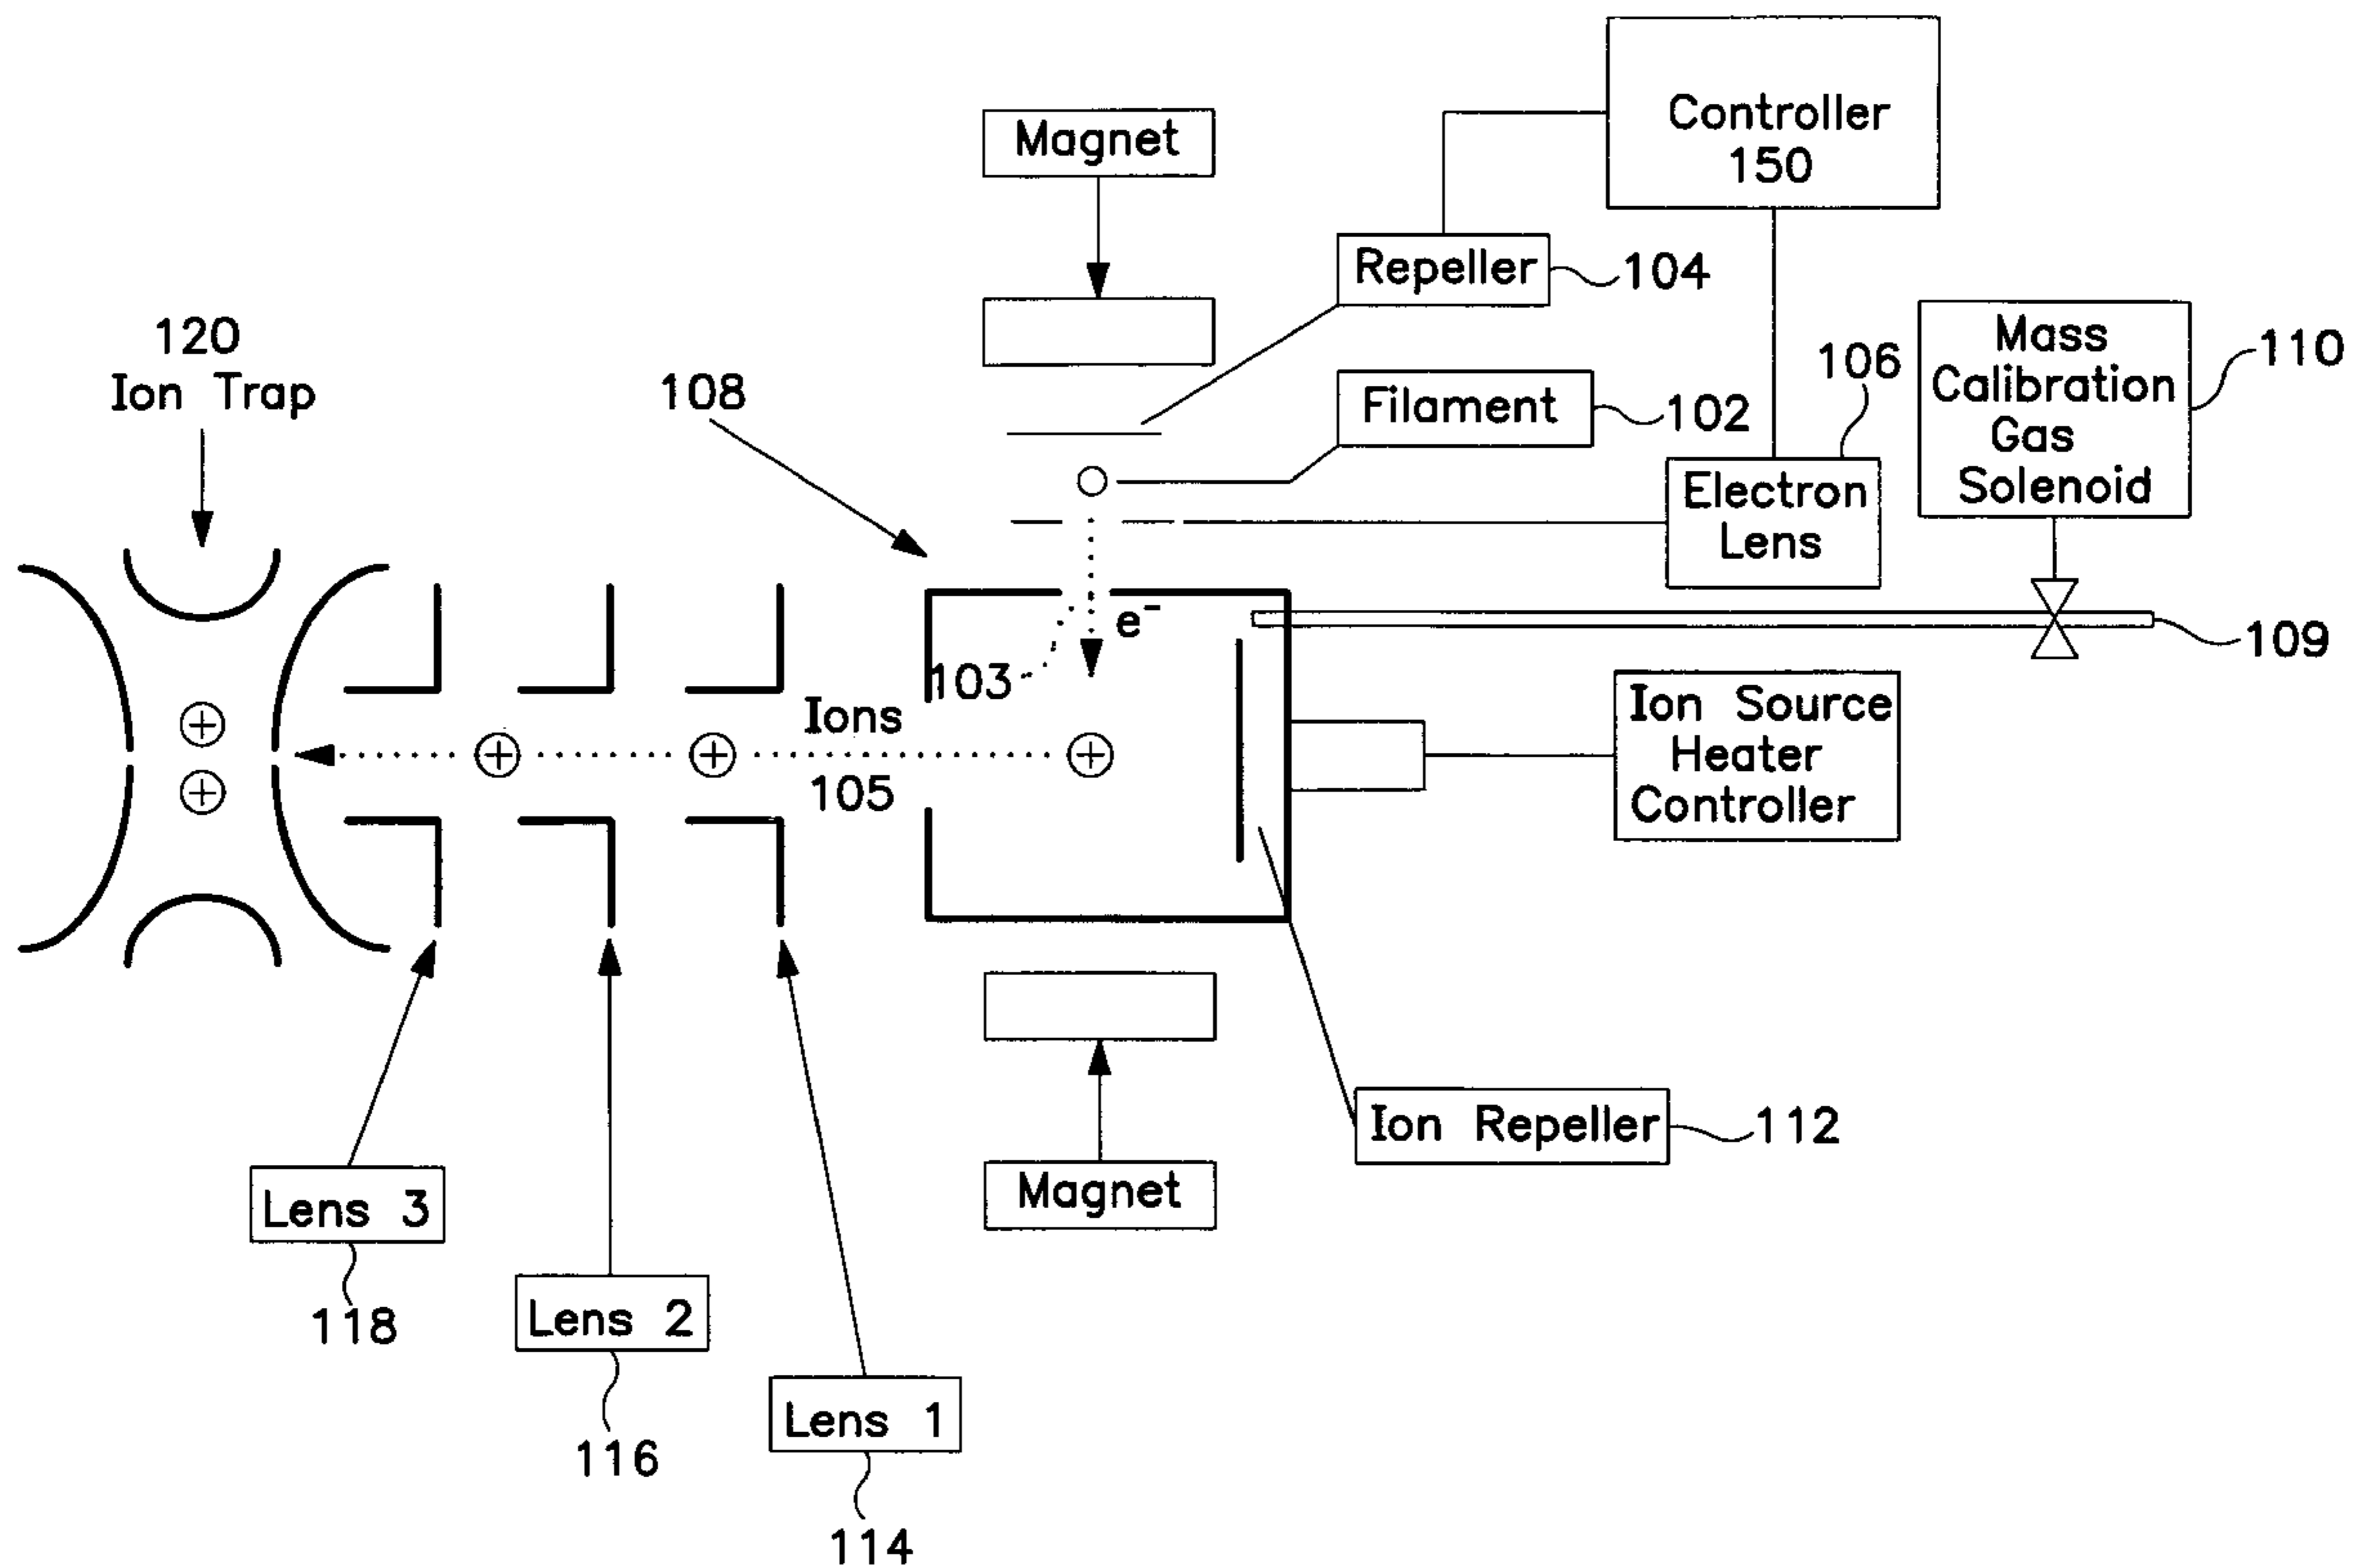 Controller
150
Magnet
Repeller
104
Mass
Calibration
Gas
Solenoid
110
120
Ion Trap
108
Filament
102
106
Electron
Lens
e−
109
103
Ions
105
Ion Source
Heater
Controller
Ion Repeller
112
Magnet
Lens 3
118
Lens 2
116
Lens 1
114